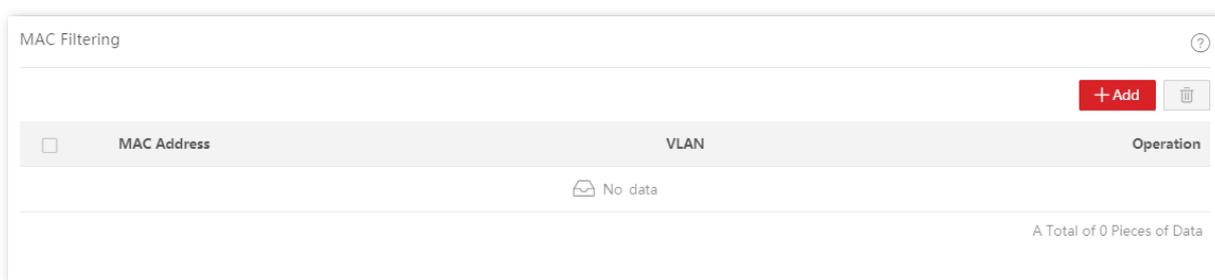 MAC Filtering
?
+ Add
MAC Address VLAN Operation
No data
A Total of 0 Pieces of Data